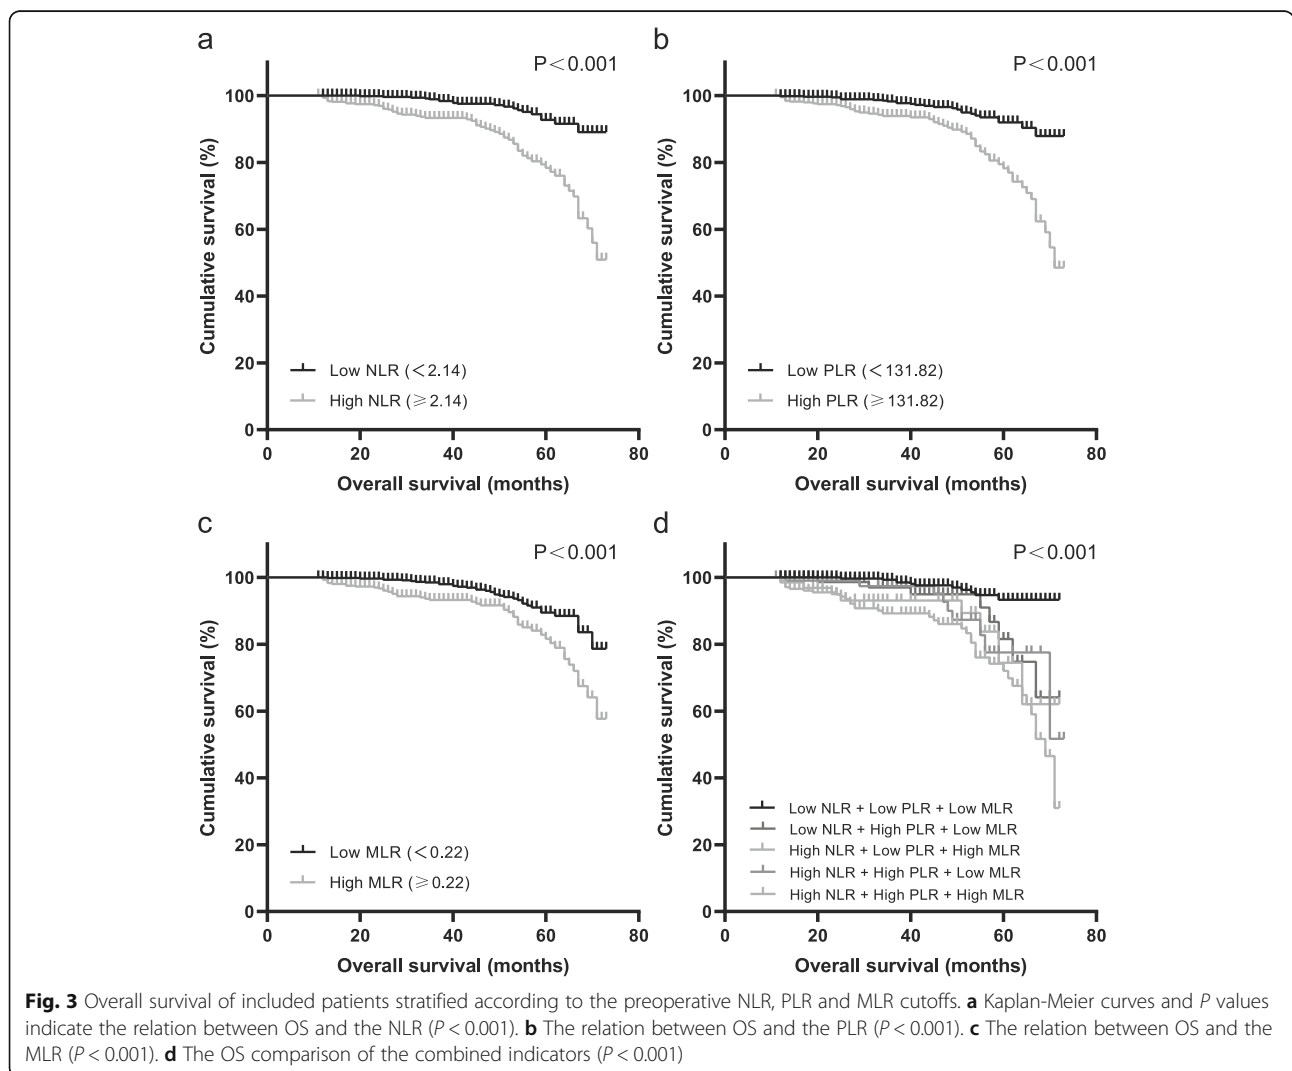 a
P<0.001
100
80
60
40
20
0
Cumulative survival (%)
Low NLR (<2.14)
High NLR (≥2.14)
0 20 40 60 80
Overall survival (months)
b
P<0.001
100
80
60
40
20
0
Cumulative survival (%)
Low PLR (<131.82)
High PLR (≥131.82)
0 20 40 60 80
Overall survival (months)
c
P<0.001
100
80
60
40
20
0
Cumulative survival (%)
Low MLR (<0.22)
High MLR (≥0.22)
0 20 40 60 80
Overall survival (months)
d
P<0.001
100
80
60
40
20
0
Cumulative survival (%)
Low NLR + Low PLR + Low MLR
Low NLR + High PLR + Low MLR
High NLR + Low PLR + High MLR
High NLR + High PLR + Low MLR
High NLR + High PLR + High MLR
0 20 40 60 80
Overall survival (months)
Fig. 3 Overall survival of included patients stratified according to the preoperative NLR, PLR and MLR cutoffs. a Kaplan-Meier curves and P values
indicate the relation between OS and the NLR (P < 0.001). b The relation between OS and the PLR (P < 0.001). c The relation between OS and the
MLR (P < 0.001). d The OS comparison of the combined indicators (P < 0.001)